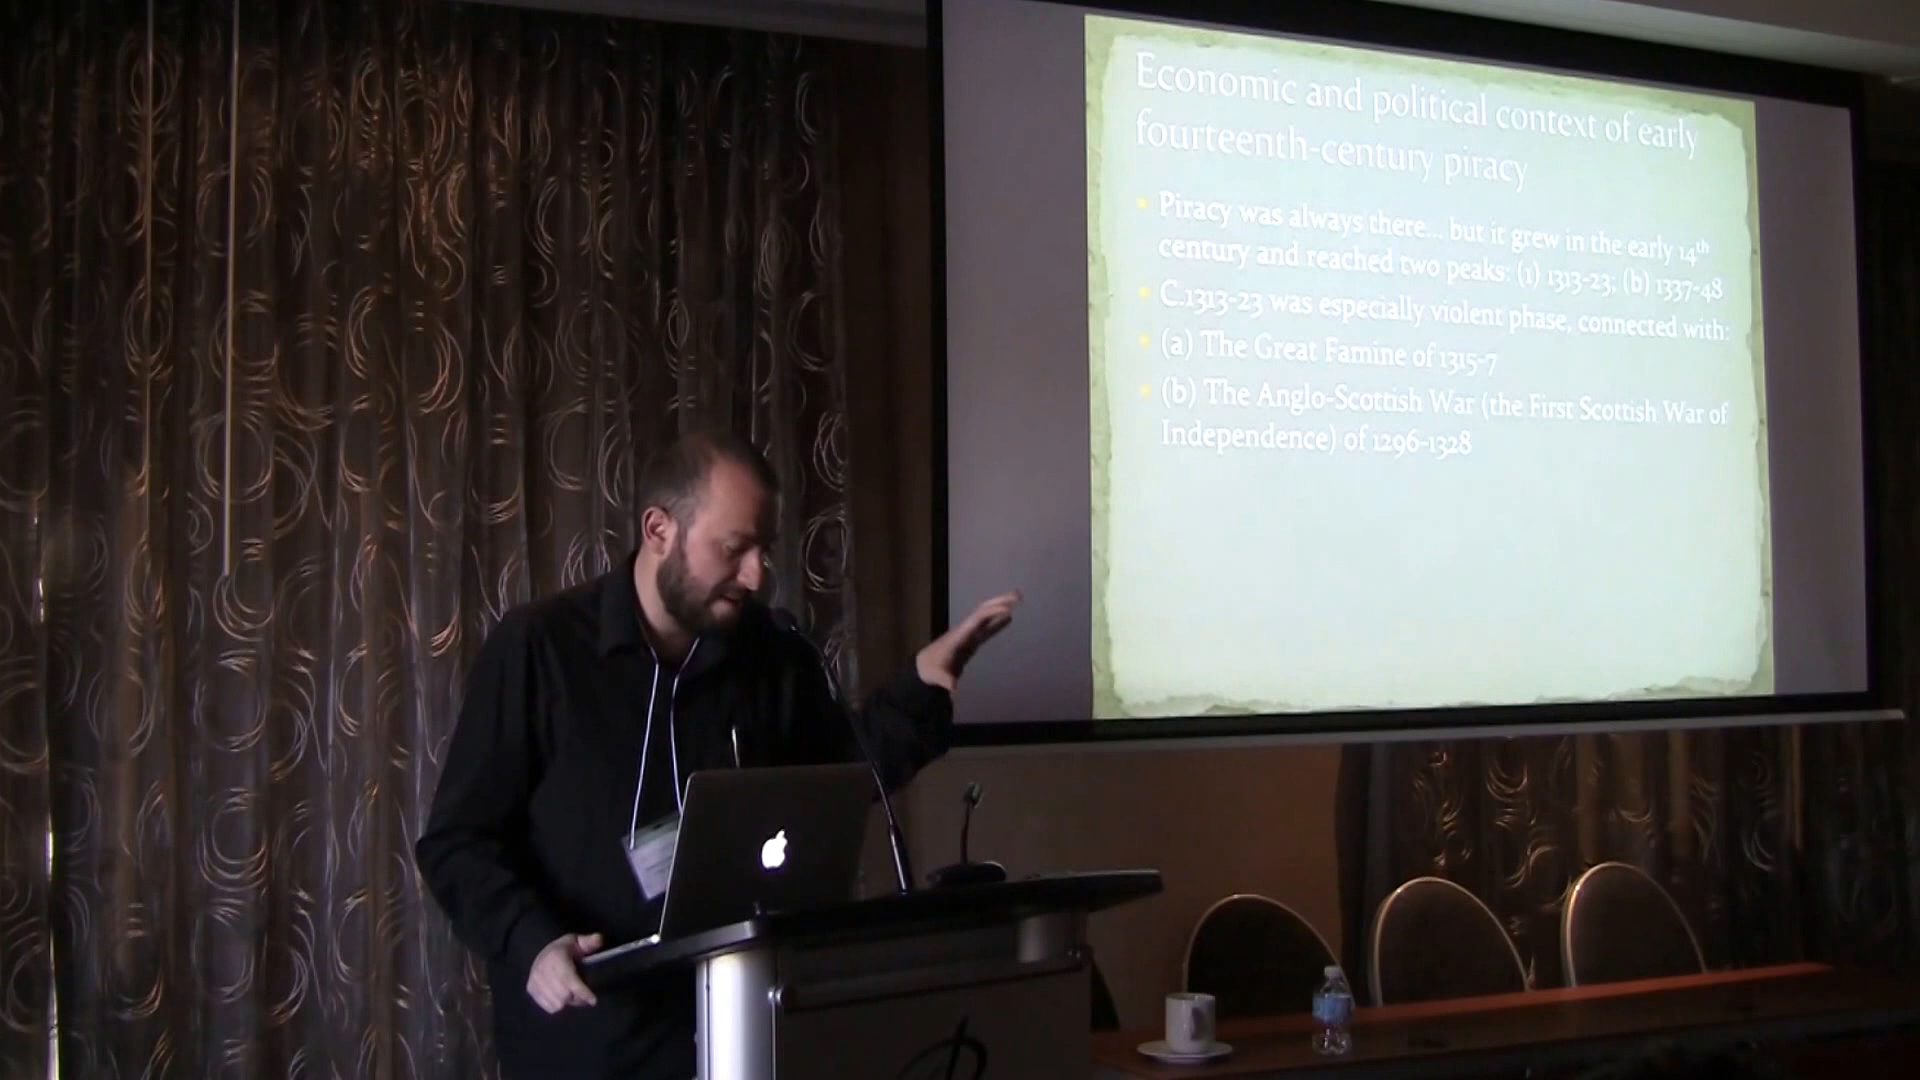 Economic and political context of early
fourteenth-century piracy
Piracy was always there... but it grew in the early 14th
century and reached two peaks: (1) 1313-23; (b) 1337-48
C.1313-23 was especially violent phase, connected with:
(a) The Great Famine of 1315-7
(b) The Anglo-Scottish War (the First Scottish War of
Independence) of 1296-1328